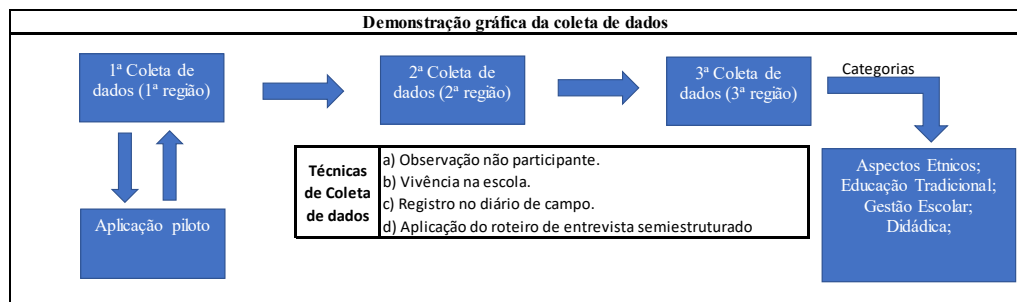 Demonstração gráfica da coleta de dados
1ª Coleta de
dados (1ª região)
2ª Coleta de
dados (2ª região)
3ª Coleta de
dados (3ª região)
Categorias
Aplicação piloto
Técnicas
de Coleta
de dados
a) Observação não participante.
b) Vivência na escola.
c) Registro no diário de campo.
d) Aplicação do roteiro de entrevista semiestruturado
Aspectos Etnicos;
Educação Tradicional;
Gestão Escolar;
Didádica;